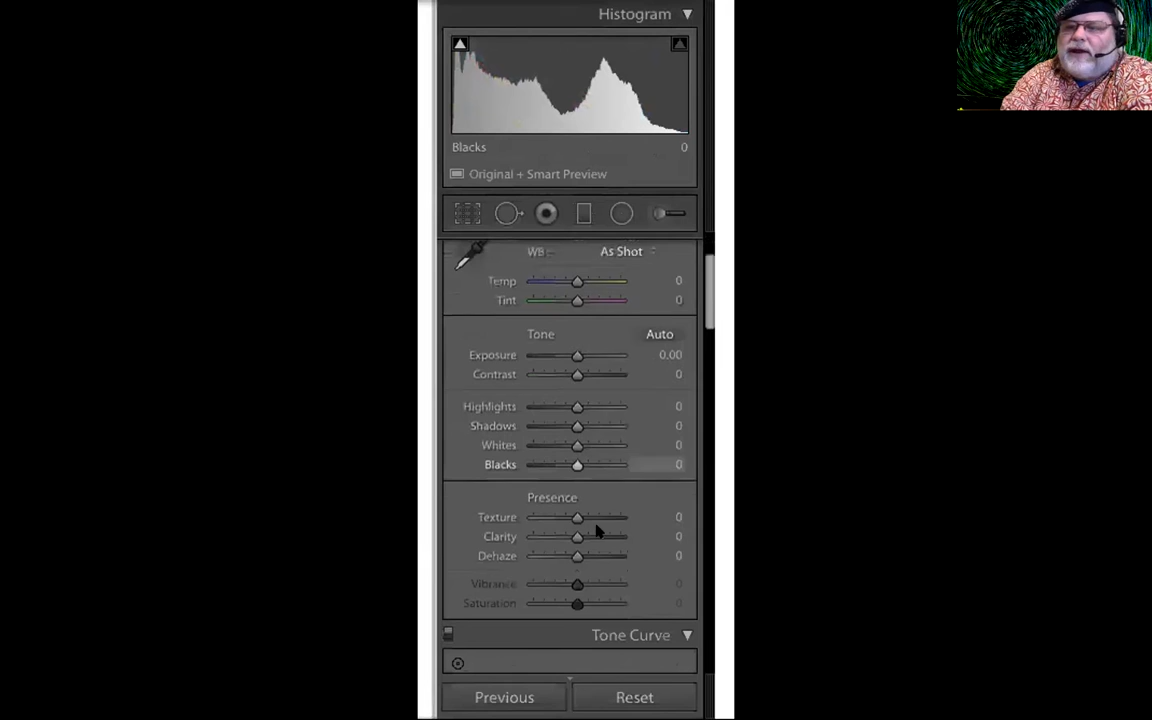 Histogram
Blacks 0
Original + Smart Preview
WB: As Shot
Temp 0
Tint 0
Tone Auto
Exposure 0.00
Contrast 0
Highlights 0
Shadows 0
Whites 0
Blacks 0
Presence
Texture 0
Clarity 0
Dehaze 0
Vibrance 0
Saturation 0
Tone Curve
Previous Reset